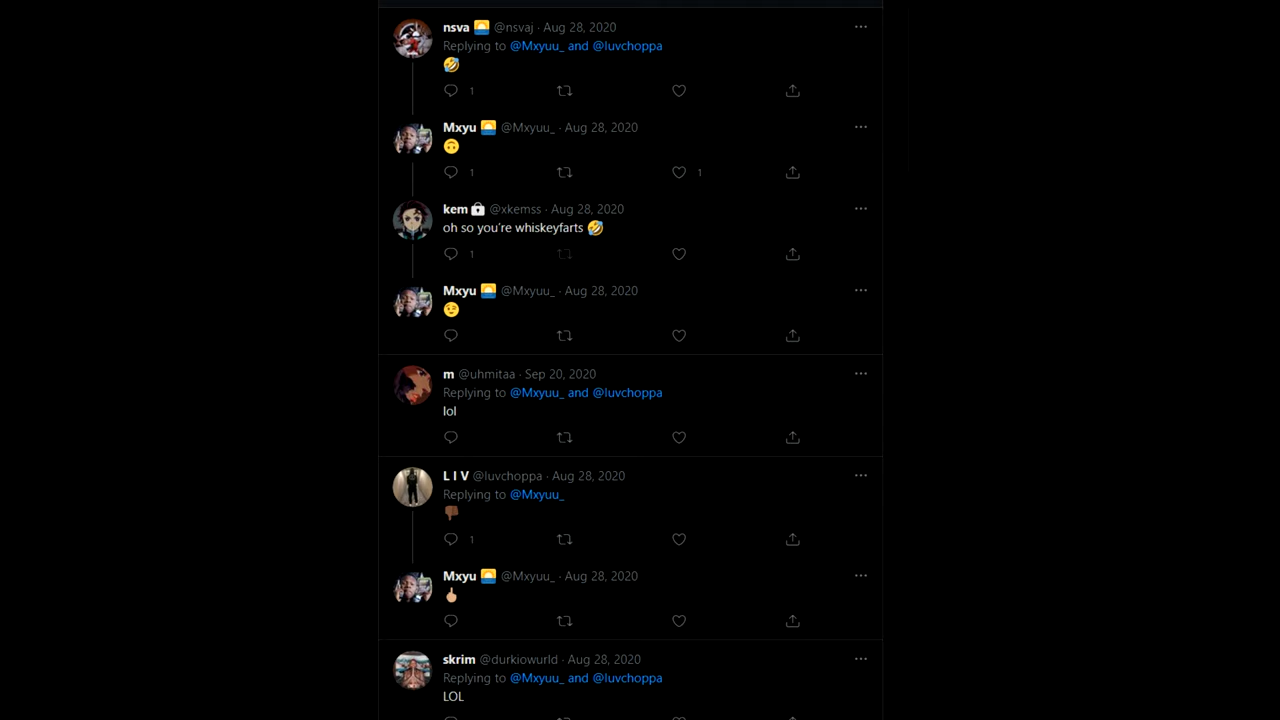 nsva 🌅 @nsvaj · Aug 28, 2020
Replying to @Mxyuu_ and @luvchoppa
🤣
1
Mxyu 🌅 @Mxyuu_ · Aug 28, 2020
🙃
1 1
kem @xkemss · Aug 28, 2020
oh so you're whiskeyfarts 🤣
1
Mxyu 🌅 @Mxyuu_ · Aug 28, 2020
😉
m @uhmitaa · Sep 20, 2020
Replying to @Mxyuu_ and @luvchoppa
lol
L I V @luvchoppa · Aug 28, 2020
Replying to @Mxyuu_
👎🏾
1
Mxyu 🌅 @Mxyuu_ · Aug 28, 2020
🖕🏼
skrim @durkiowurld · Aug 28, 2020
Replying to @Mxyuu_ and @luvchoppa
LOL